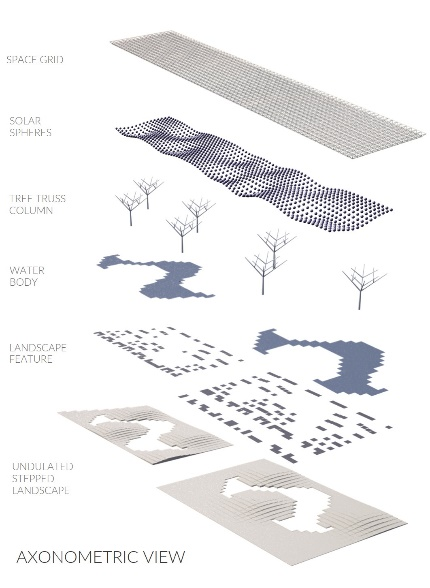 SPACE GRID
SOLAR
SPHERES
TREE TRUSS
COLUMN
WATER
BODY
LANDSCAPE
FEATURE
UNDULATED
STEPPED
LANDSCAPE
AXONOMETRIC VIEW